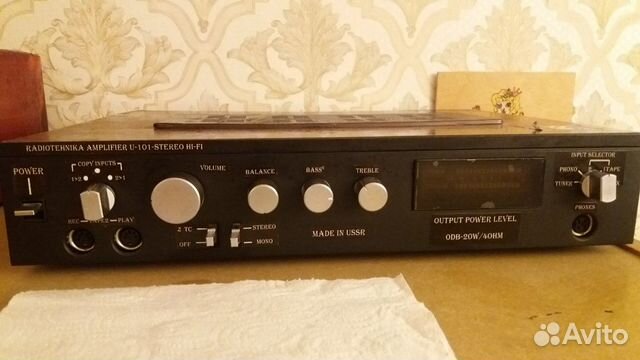 RADIOTEHNIKA AMPLIFIER U-101-STEREO HI-FI
POWER
COPY INPUTS
1>2
2>1
REC
TAPE 2
PLAY
VOLUME
2 TC
OFF
STEREO
MONO
BALANCE
BASS
TREBLE
MADE IN USSR
OUTPUT POWER LEVEL
0DB-20W/4OHM
INPUT SELECTOR
PHONO
1TAPE
TUNER
PHONES
Avito